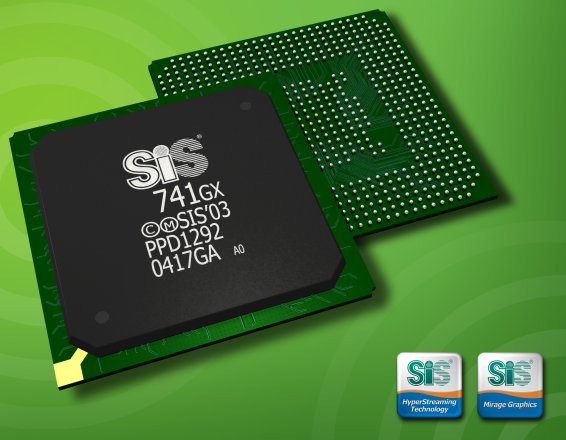 SiS®
741GX
©ⓂSIS'03
PPD1292
0417GA A0
SiS
HyperStreaming
Technology
SiS
Mirage Graphics